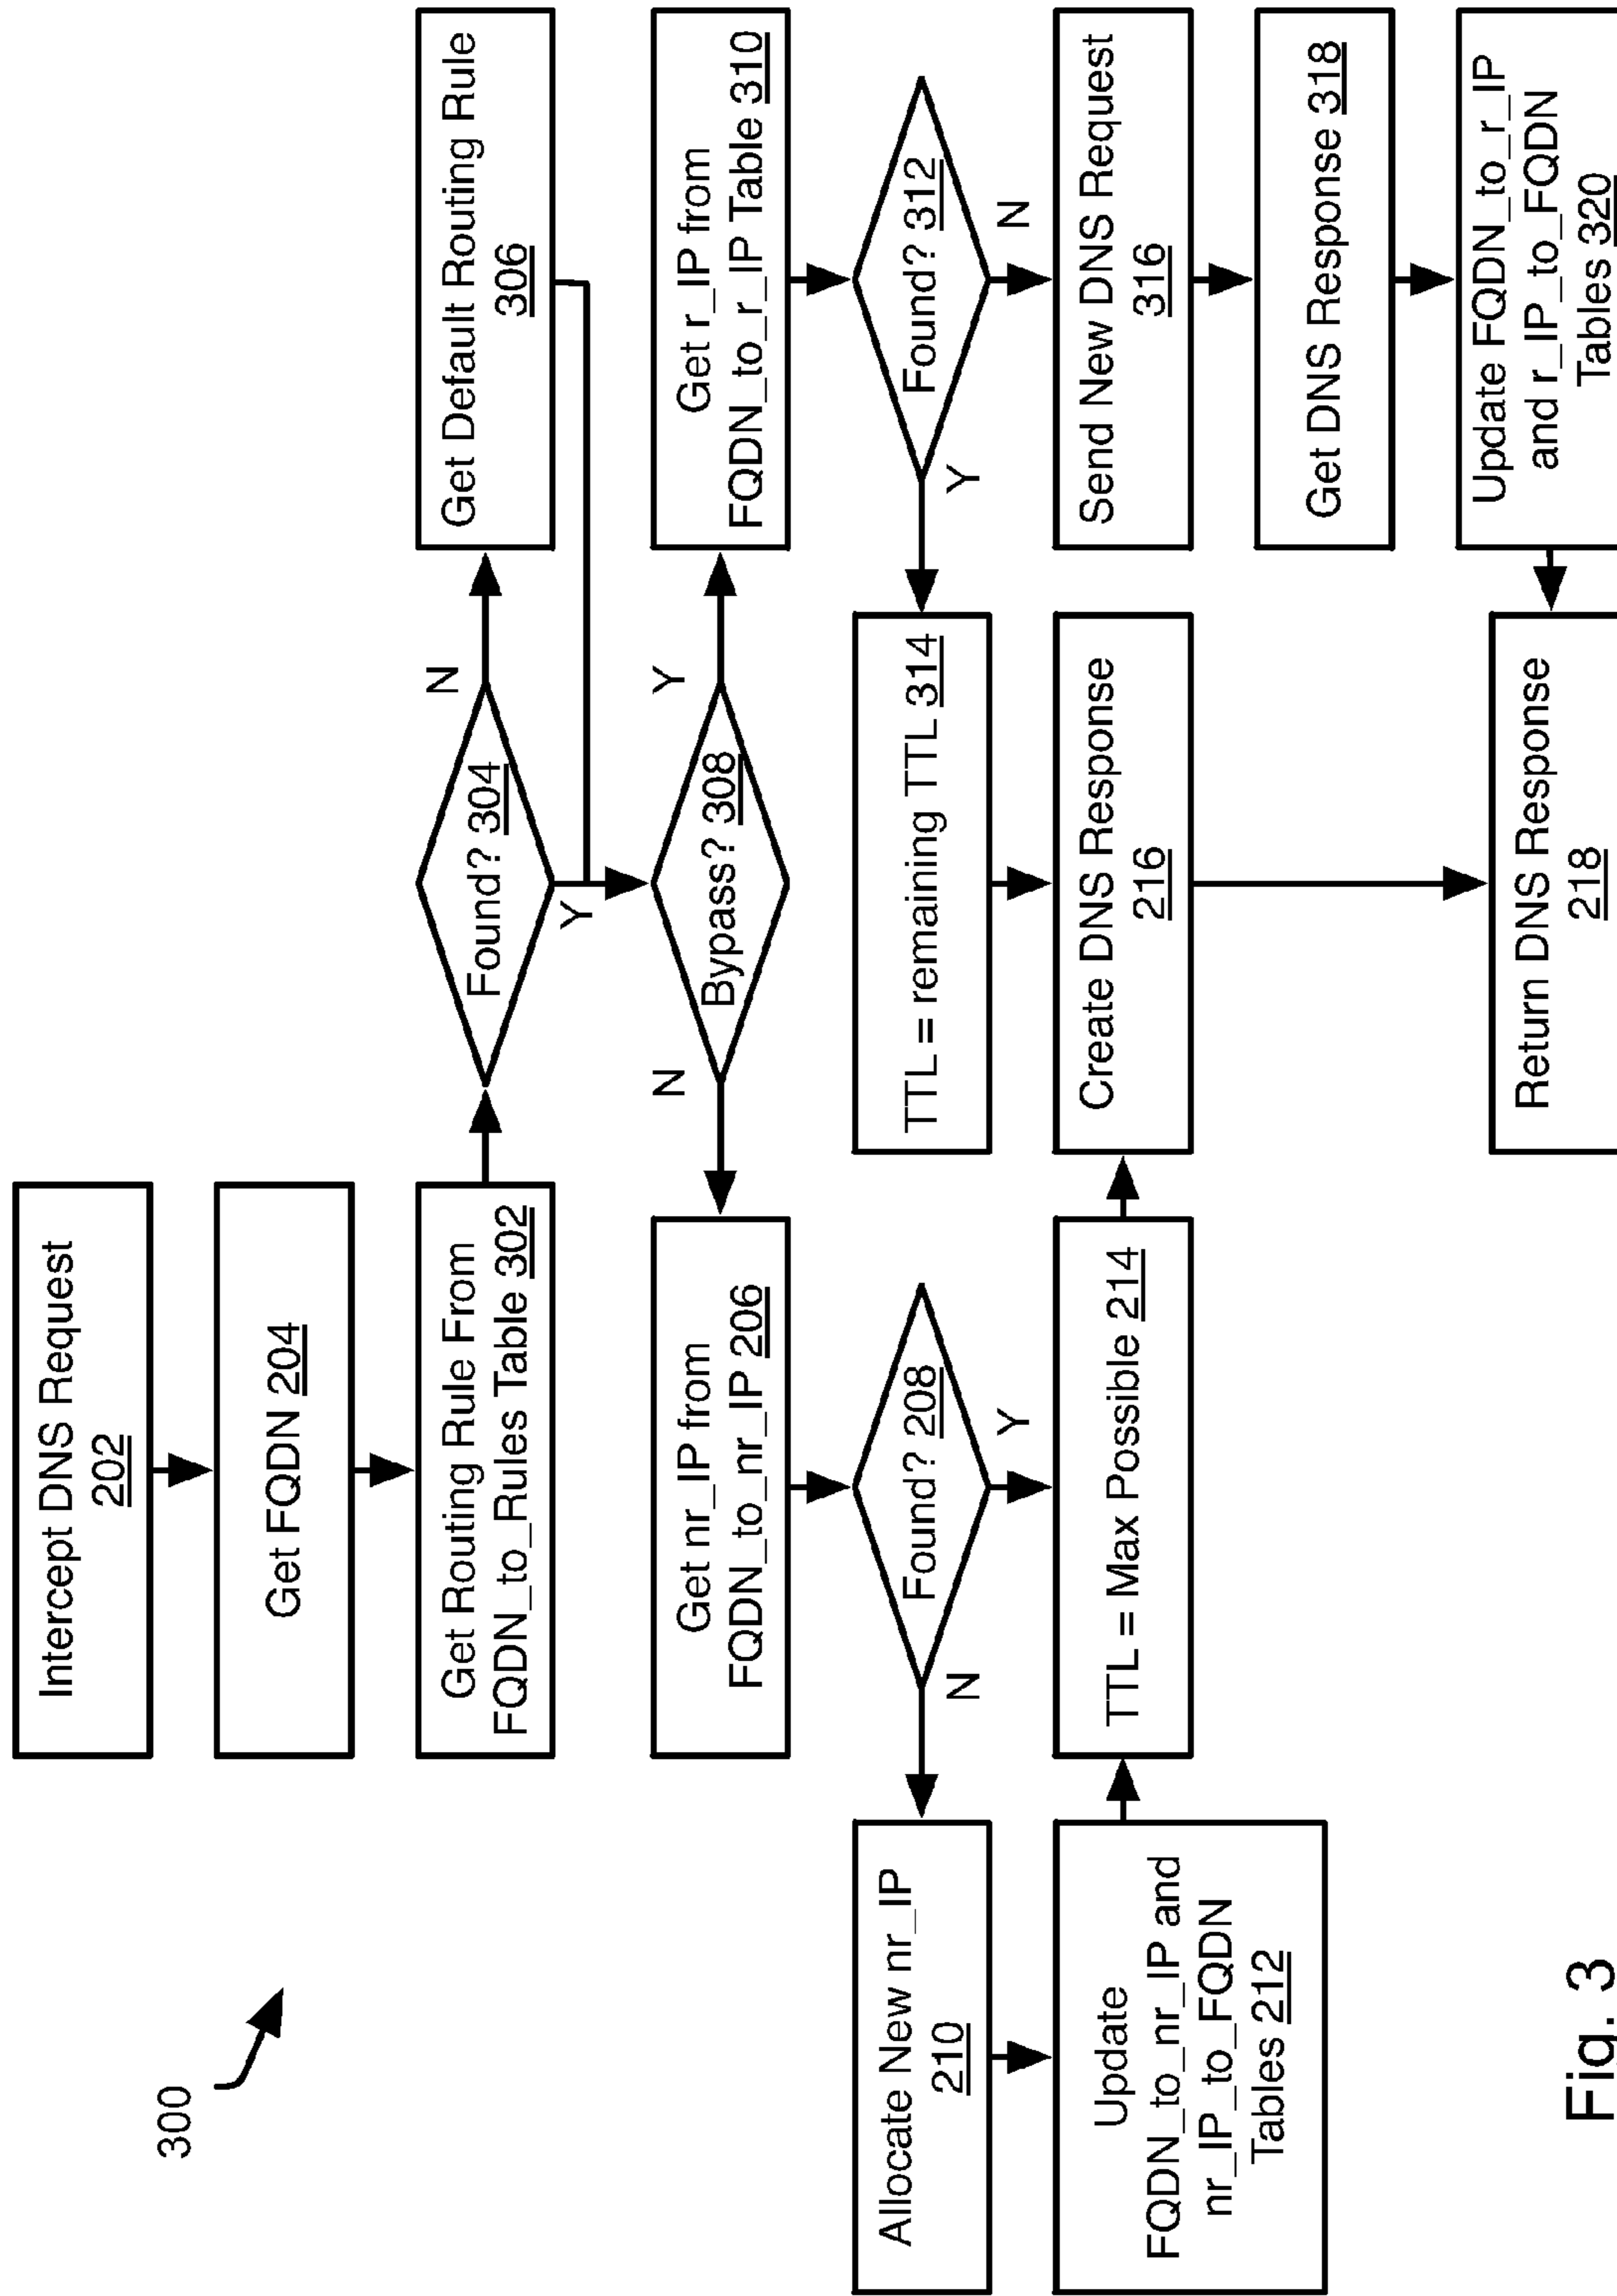 300
Intercept DNS Request
202
Get FQDN 204
Get Routing Rule From
FQDN_to_Rules Table 302
Found? 304
N
Y
Get Default Routing Rule
306
Bypass? 308
N
Y
Get nr_IP from
FQDN_to_nr_IP 206
Get r_IP from
FQDN_to_r_IP Table 310
Found? 208
N
Y
Found? 312
Y
N
Allocate New nr_IP
210
TTL = remaining TTL 314
Update
FQDN_to_nr_IP and
nr_IP_to_FQDN
Tables 212
TTL = Max Possible 214
Create DNS Response
216
Send New DNS Request
316
Get DNS Response 318
Return DNS Response
218
Update FQDN_to_r_IP
and r_IP_to_FQDN
Tables 320
Fig. 3